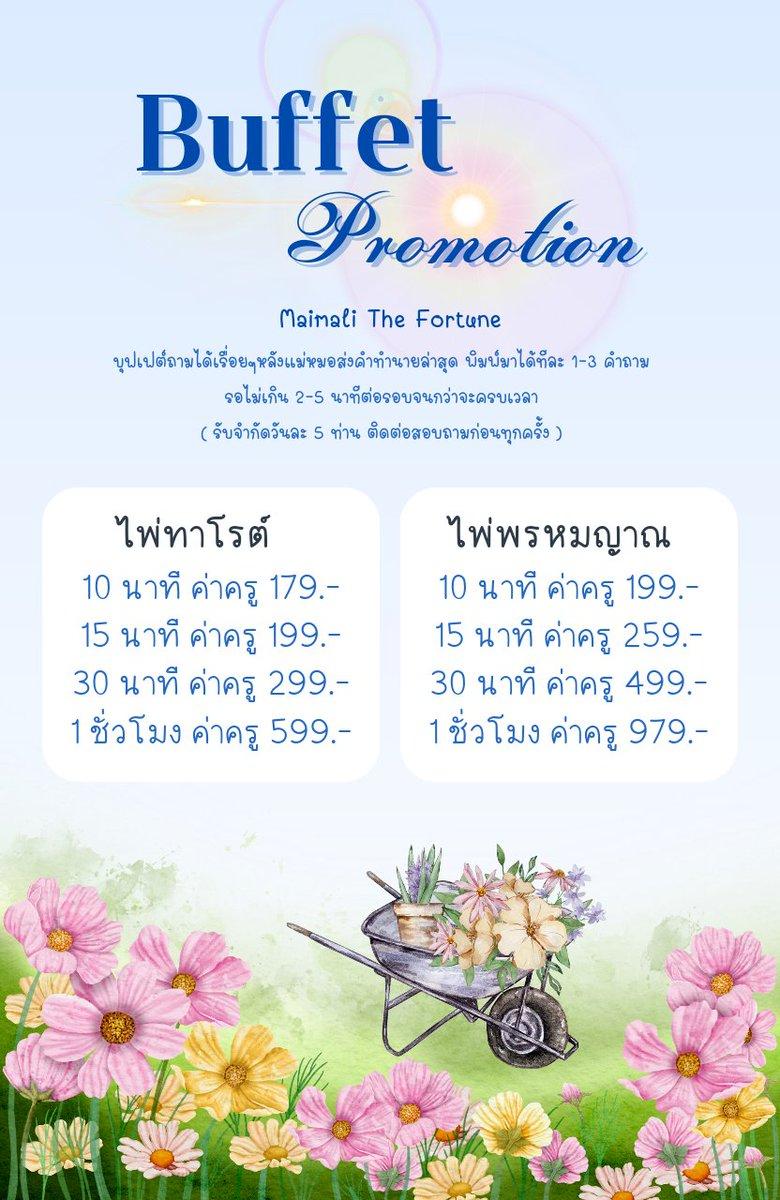 Buffet
Promotion
Maimali The Fortune
บุฟเฟต์ถามได้เรื่อยๆหลังแม่หมอส่งคำทำนายล่าสุด พิมพ์มาได้ทีละ 1-3 คำถาม
รอไม่เกิน 2-5 นาทีต่อรอบจนกว่าจะครบเวลา
( รับจำกัดวันละ 5 ท่าน ติดต่อสอบถามก่อนทุกครั้ง )
ไพ่ทาโรต์
10 นาที ค่าครู 179.-
15 นาที ค่าครู 199.-
30 นาที ค่าครู 299.-
1 ชั่วโมง ค่าครู 599.-
ไพ่พรหมญาณ
10 นาที ค่าครู 199.-
15 นาที ค่าครู 259.-
30 นาที ค่าครู 499.-
1 ชั่วโมง ค่าครู 979.-